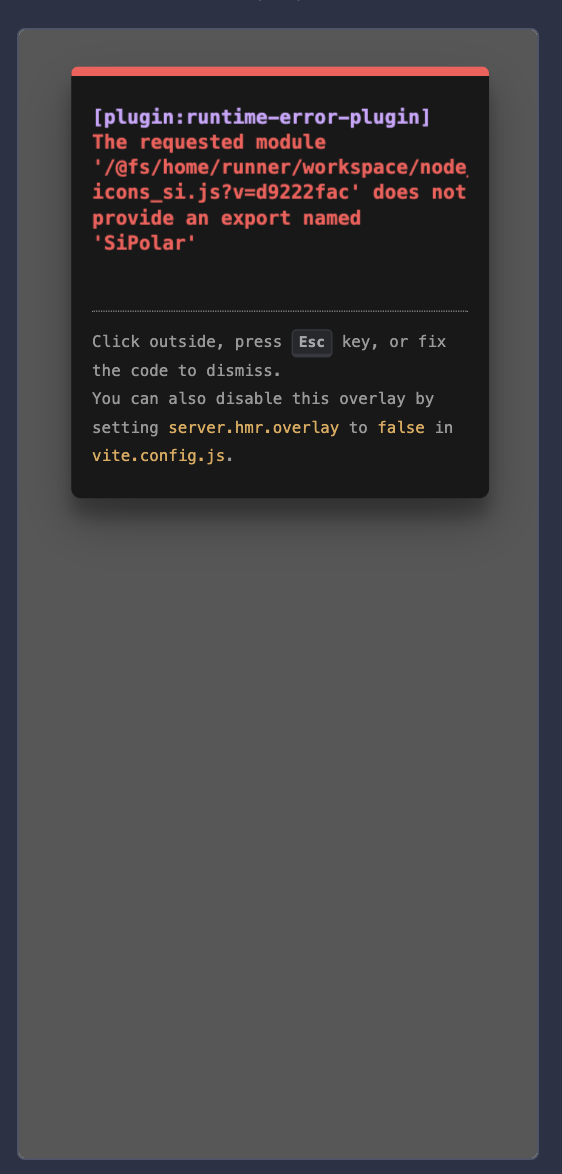 [plugin:runtime-error-plugin]
The requested module
'/@fs/home/runner/workspace/node_
icons_si.js?v=d9222fac' does not
provide an export named
'SiPolar'
Click outside, press Esc key, or fix
the code to dismiss.
You can also disable this overlay by
setting server.hmr.overlay to false in
vite.config.js.